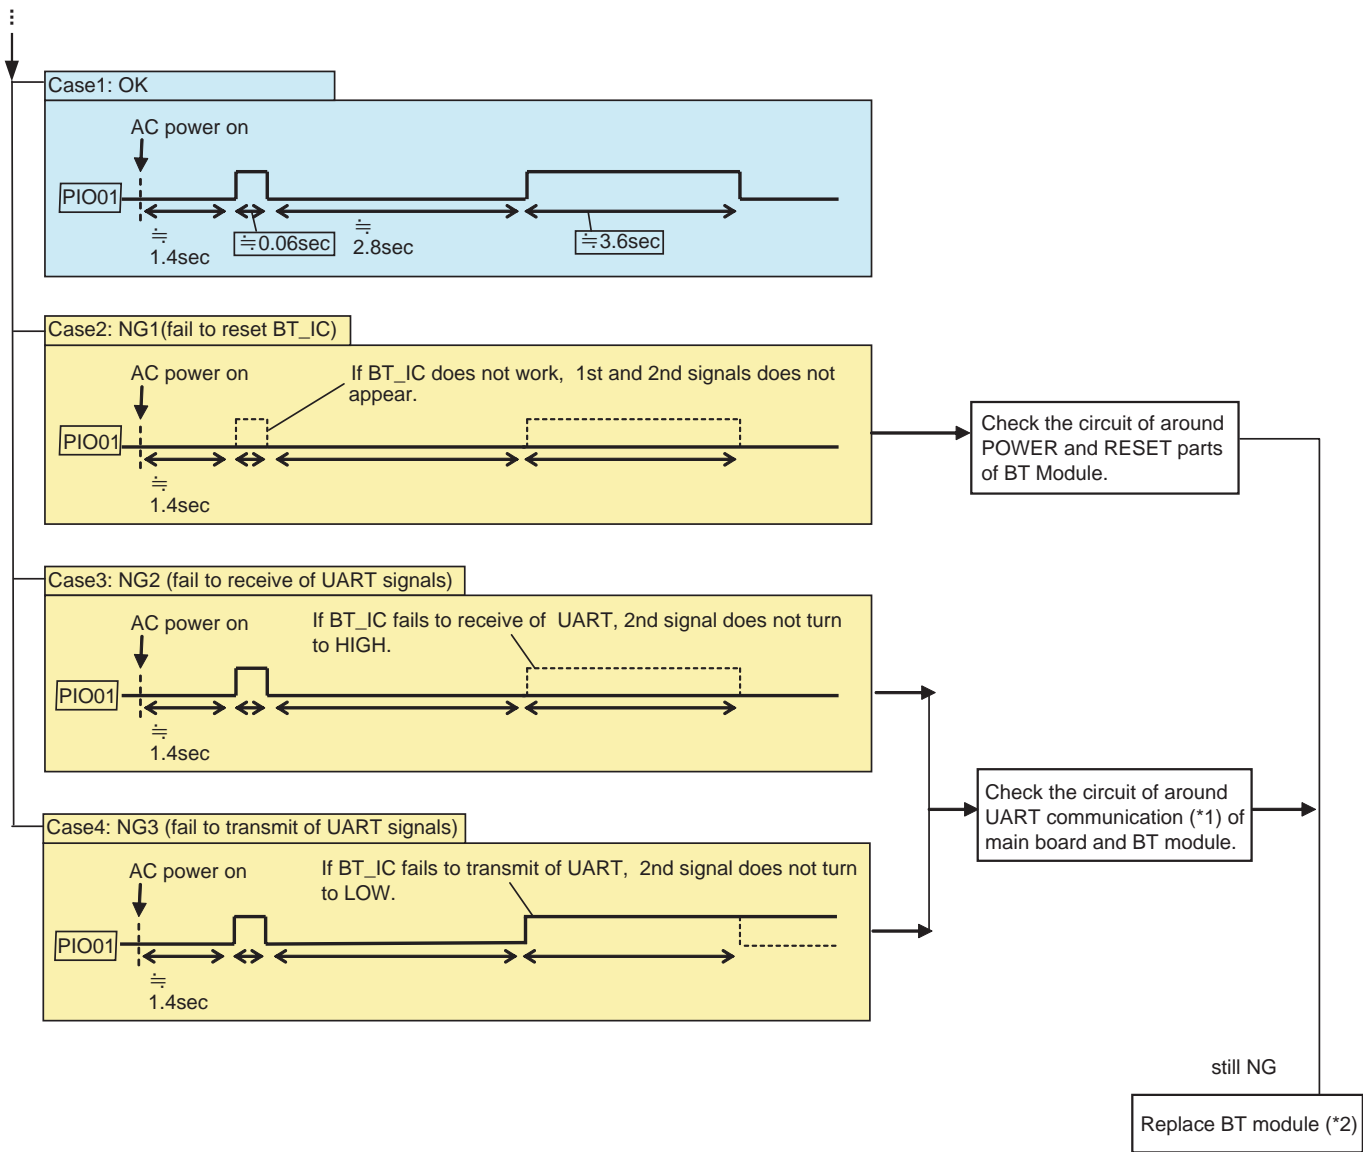 ⋮
Case1: OK
AC power on
PIO01
≒
1.4sec
≒0.06sec
≒
2.8sec
≒3.6sec
Case2: NG1(fail to reset BT_IC)
AC power on
If BT_IC does not work, 1st and 2nd signals does not
appear.
PIO01
≒
1.4sec
Check the circuit of around
POWER and RESET parts
of BT Module.
Case3: NG2 (fail to receive of UART signals)
AC power on
If BT_IC fails to receive of UART, 2nd signal does not turn
to HIGH.
PIO01
≒
1.4sec
Check the circuit of around
UART communication (*1) of
main board and BT module.
Case4: NG3 (fail to transmit of UART signals)
AC power on
If BT_IC fails to transmit of UART, 2nd signal does not turn
to LOW.
PIO01
≒
1.4sec
still NG
Replace BT module (*2)